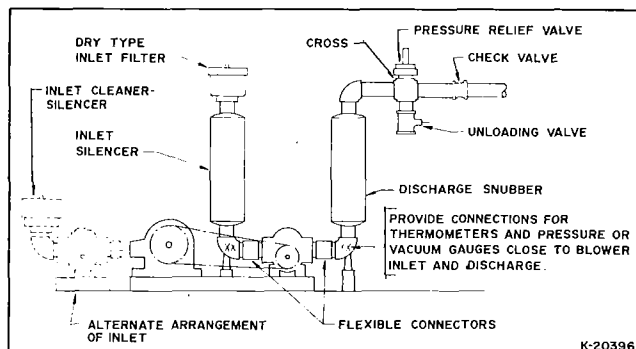 PRESSURE RELIEF VALVE
DRY TYPE
INLET FILTER
CROSS
CHECK VALVE
INLET CLEANER-
SILENCER
INLET
SILENCER
UNLOADING VALVE
DISCHARGE SNUBBER
PROVIDE CONNECTIONS FOR
THERMOMETERS AND PRESSURE OR
VACUUM GAUGES CLOSE TO BLOWER
INLET AND DISCHARGE.
XX
XX
ALTERNATE ARRANGEMENT
OF INLET
FLEXIBLE CONNECTORS
K-20396